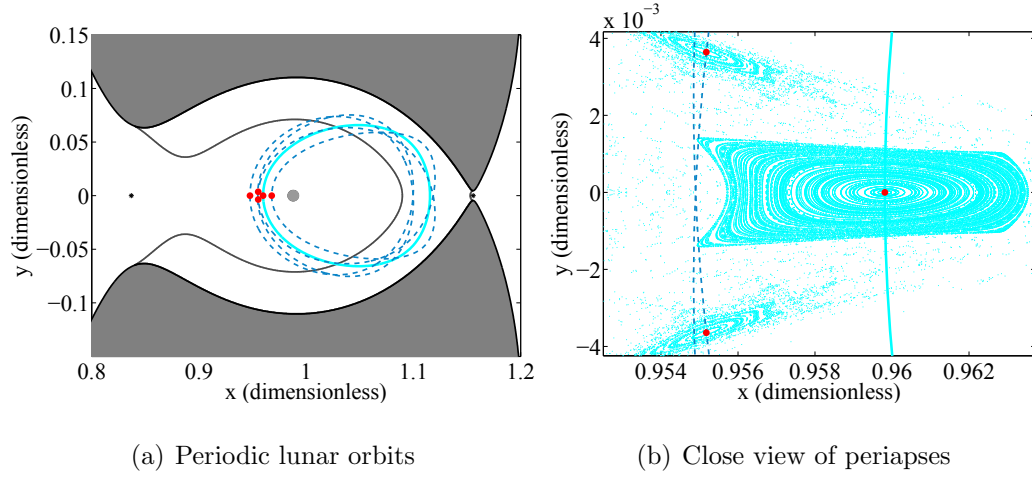 0.15
0.1
0.05
0
−0.05
−0.1
0.8 0.9 1 1.1 1.2
x (dimensionless)
y (dimensionless)
(a) Periodic lunar orbits
x 10⁻³
4
2
0
−2
−4
0.954 0.956 0.958 0.96 0.962
x (dimensionless)
y (dimensionless)
(b) Close view of periapses